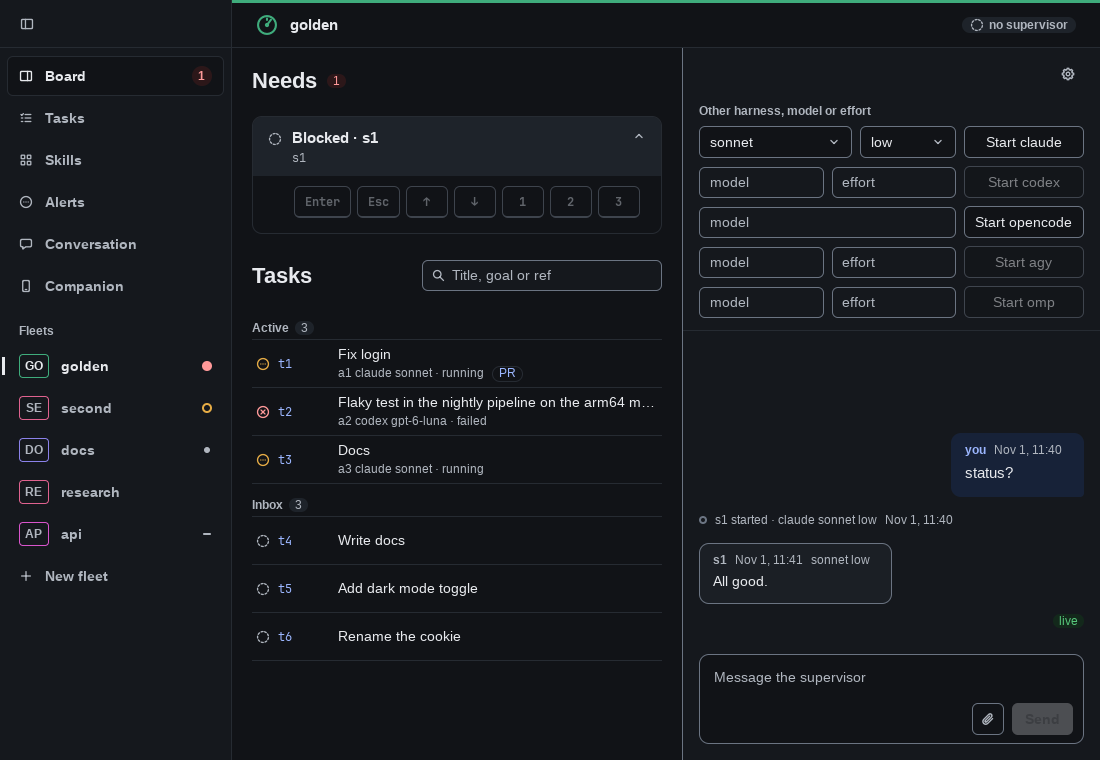 golden
no supervisor
Board
1
Tasks
Skills
Alerts
Conversation
Companion
Fleets
GO golden
SE second
DO docs
RE research
AP api
New fleet
Needs 1
Blocked · s1
s1
Enter Esc ↑ ↓ 1 2 3
Tasks
Title, goal or ref
Active 3
t1 Fix login
a1 claude sonnet · running PR
t2 Flaky test in the nightly pipeline on the arm64 m…
a2 codex gpt-6-luna · failed
t3 Docs
a3 claude sonnet · running
Inbox 3
t4 Write docs
t5 Add dark mode toggle
t6 Rename the cookie
Other harness, model or effort
sonnet low Start claude
model effort Start codex
model Start opencode
model effort Start agy
model effort Start omp
you Nov 1, 11:40
status?
s1 started · claude sonnet low Nov 1, 11:40
s1 Nov 1, 11:41 sonnet low
All good.
live
Message the supervisor
Send